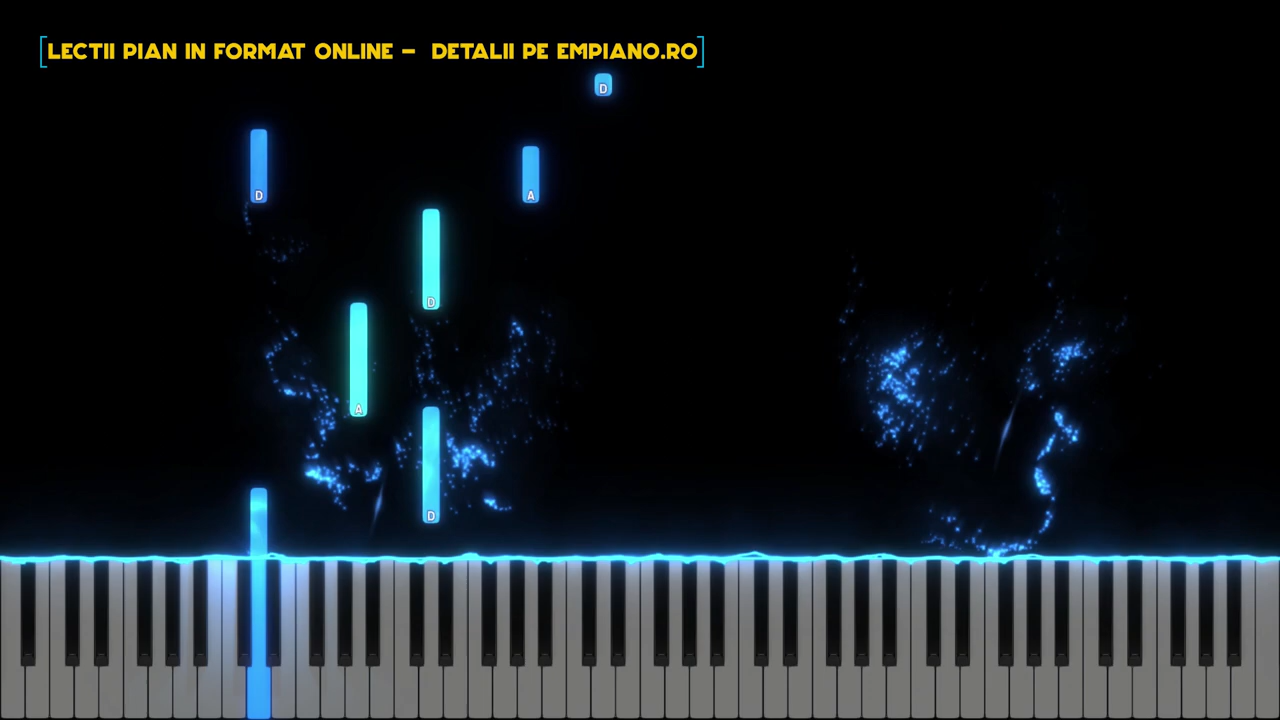 [LECTII PIAN IN FORMAT ONLINE - DETALII PE EMPIANO.RO]
D
D
A
D
A
D